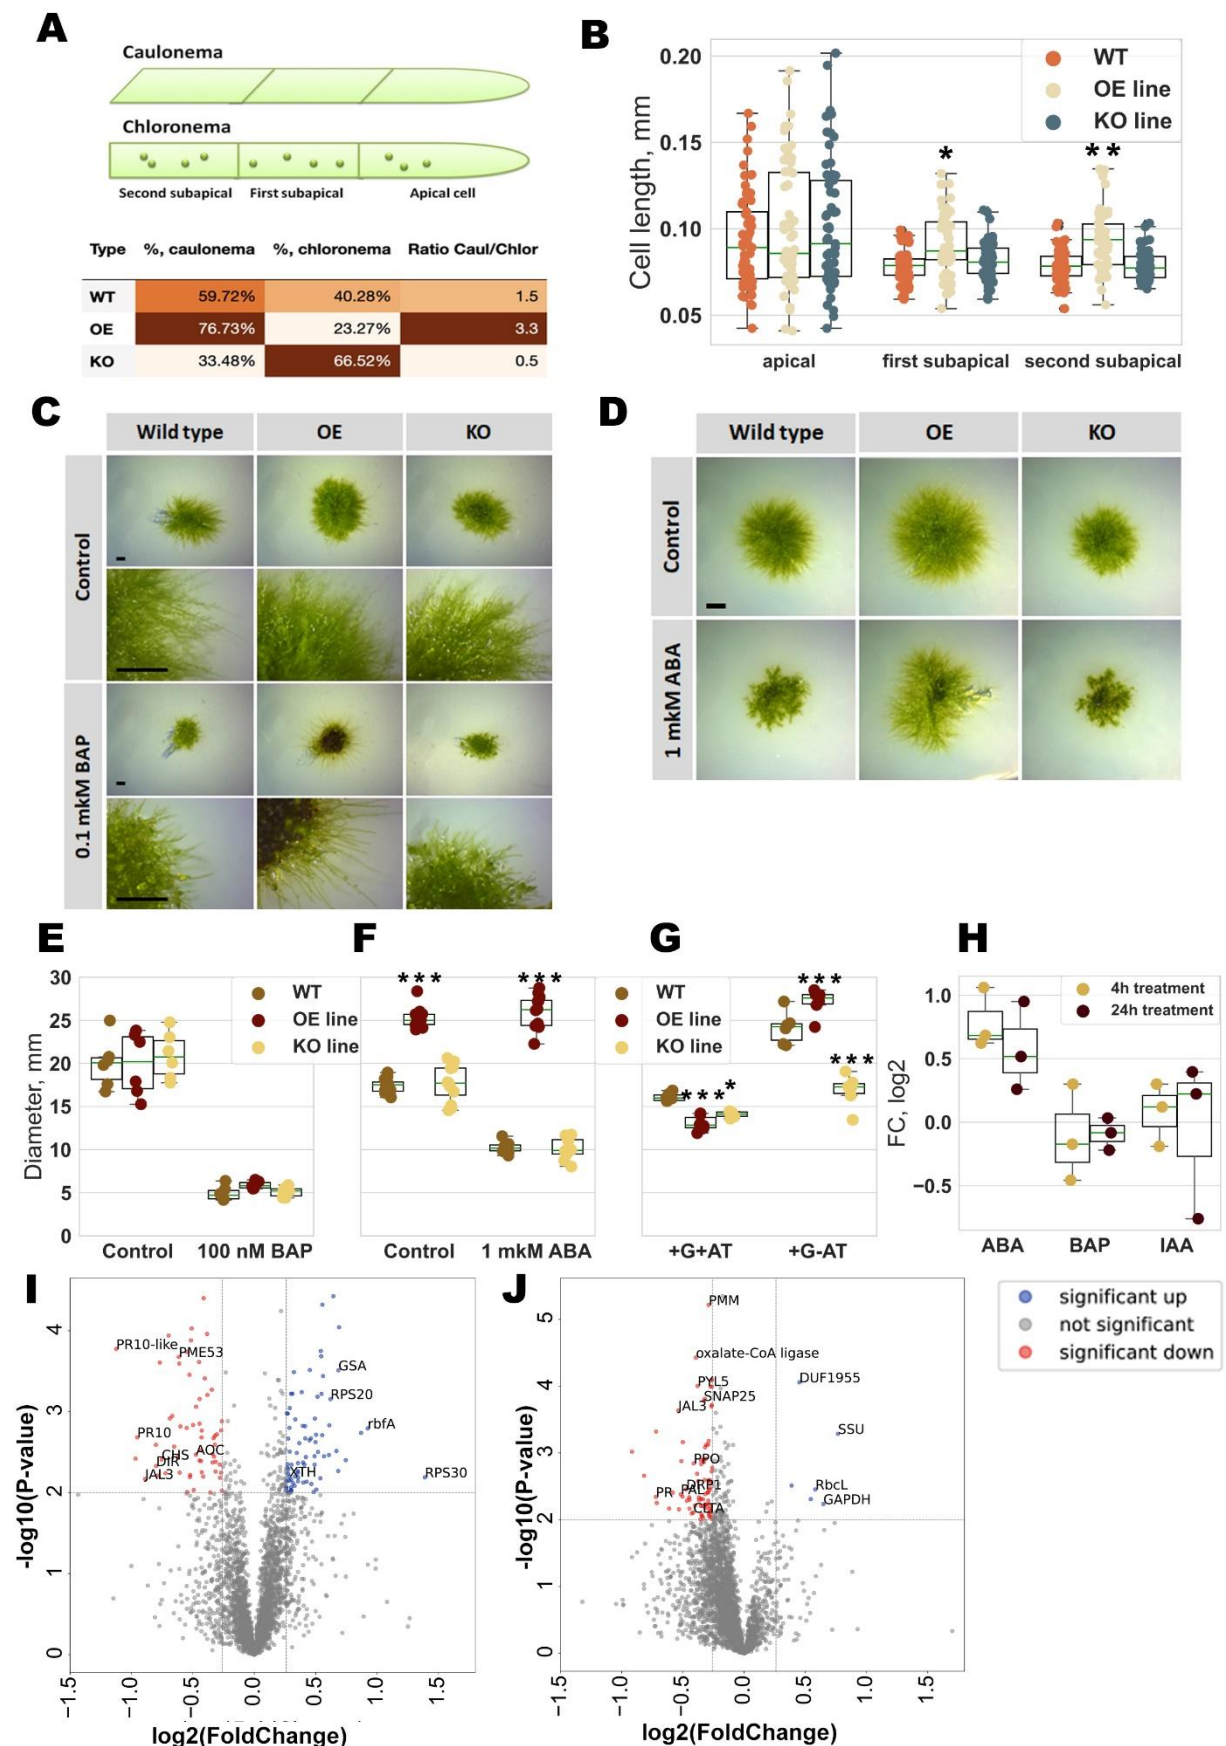 A
Caulonema
Chloronema
Second subapical First subapical Apical cell
Type %, caulonema %, chloronema Ratio Caul/Chlor
WT 59.72% 40.28% 1.5
OE 76.73% 23.27% 3.3
KO 33.48% 66.52% 0.5
B
Cell length, mm
0.20
0.15
0.10
0.05
WT
OE line
KO line
*
**
apical first subapical second subapical
C
Wild type OE KO
Control
0.1 mkM BAP
D
Wild type OE KO
Control
1 mkM ABA
E
Diameter, mm
30
25
20
15
10
5
0
WT
OE line
KO line
Control 100 nM BAP
F
*** ***
Control 1 mkM ABA
G
WT
OE line
KO line
***
***
*** *
+G+AT +G-AT
H
FC, log2
1.0
0.5
0.0
−0.5
4h treatment
24h treatment
ABA BAP IAA
I
-log10(P-value)
4
3
2
1
0
PR10-like
PME53
GSA
RPS20
rbfA
PR10
AOC
CHS
DIR
JAL3
XTH
RPS30
−1.5 −1.0 −0.5 0.0 0.5 1.0 1.5
log2(FoldChange)
J
-log10(P-value)
5
4
3
2
1
0
PMM
oxalate-CoA ligase
PYL5
DUF1955
SNAP25
JAL3
SSU
PPO
DRP1
PAL
PR
RbcL
GAPDH
−1.5 −1.0 −0.5 0.0 0.5 1.0 1.5
log2(FoldChange)
significant up
not significant
significant down